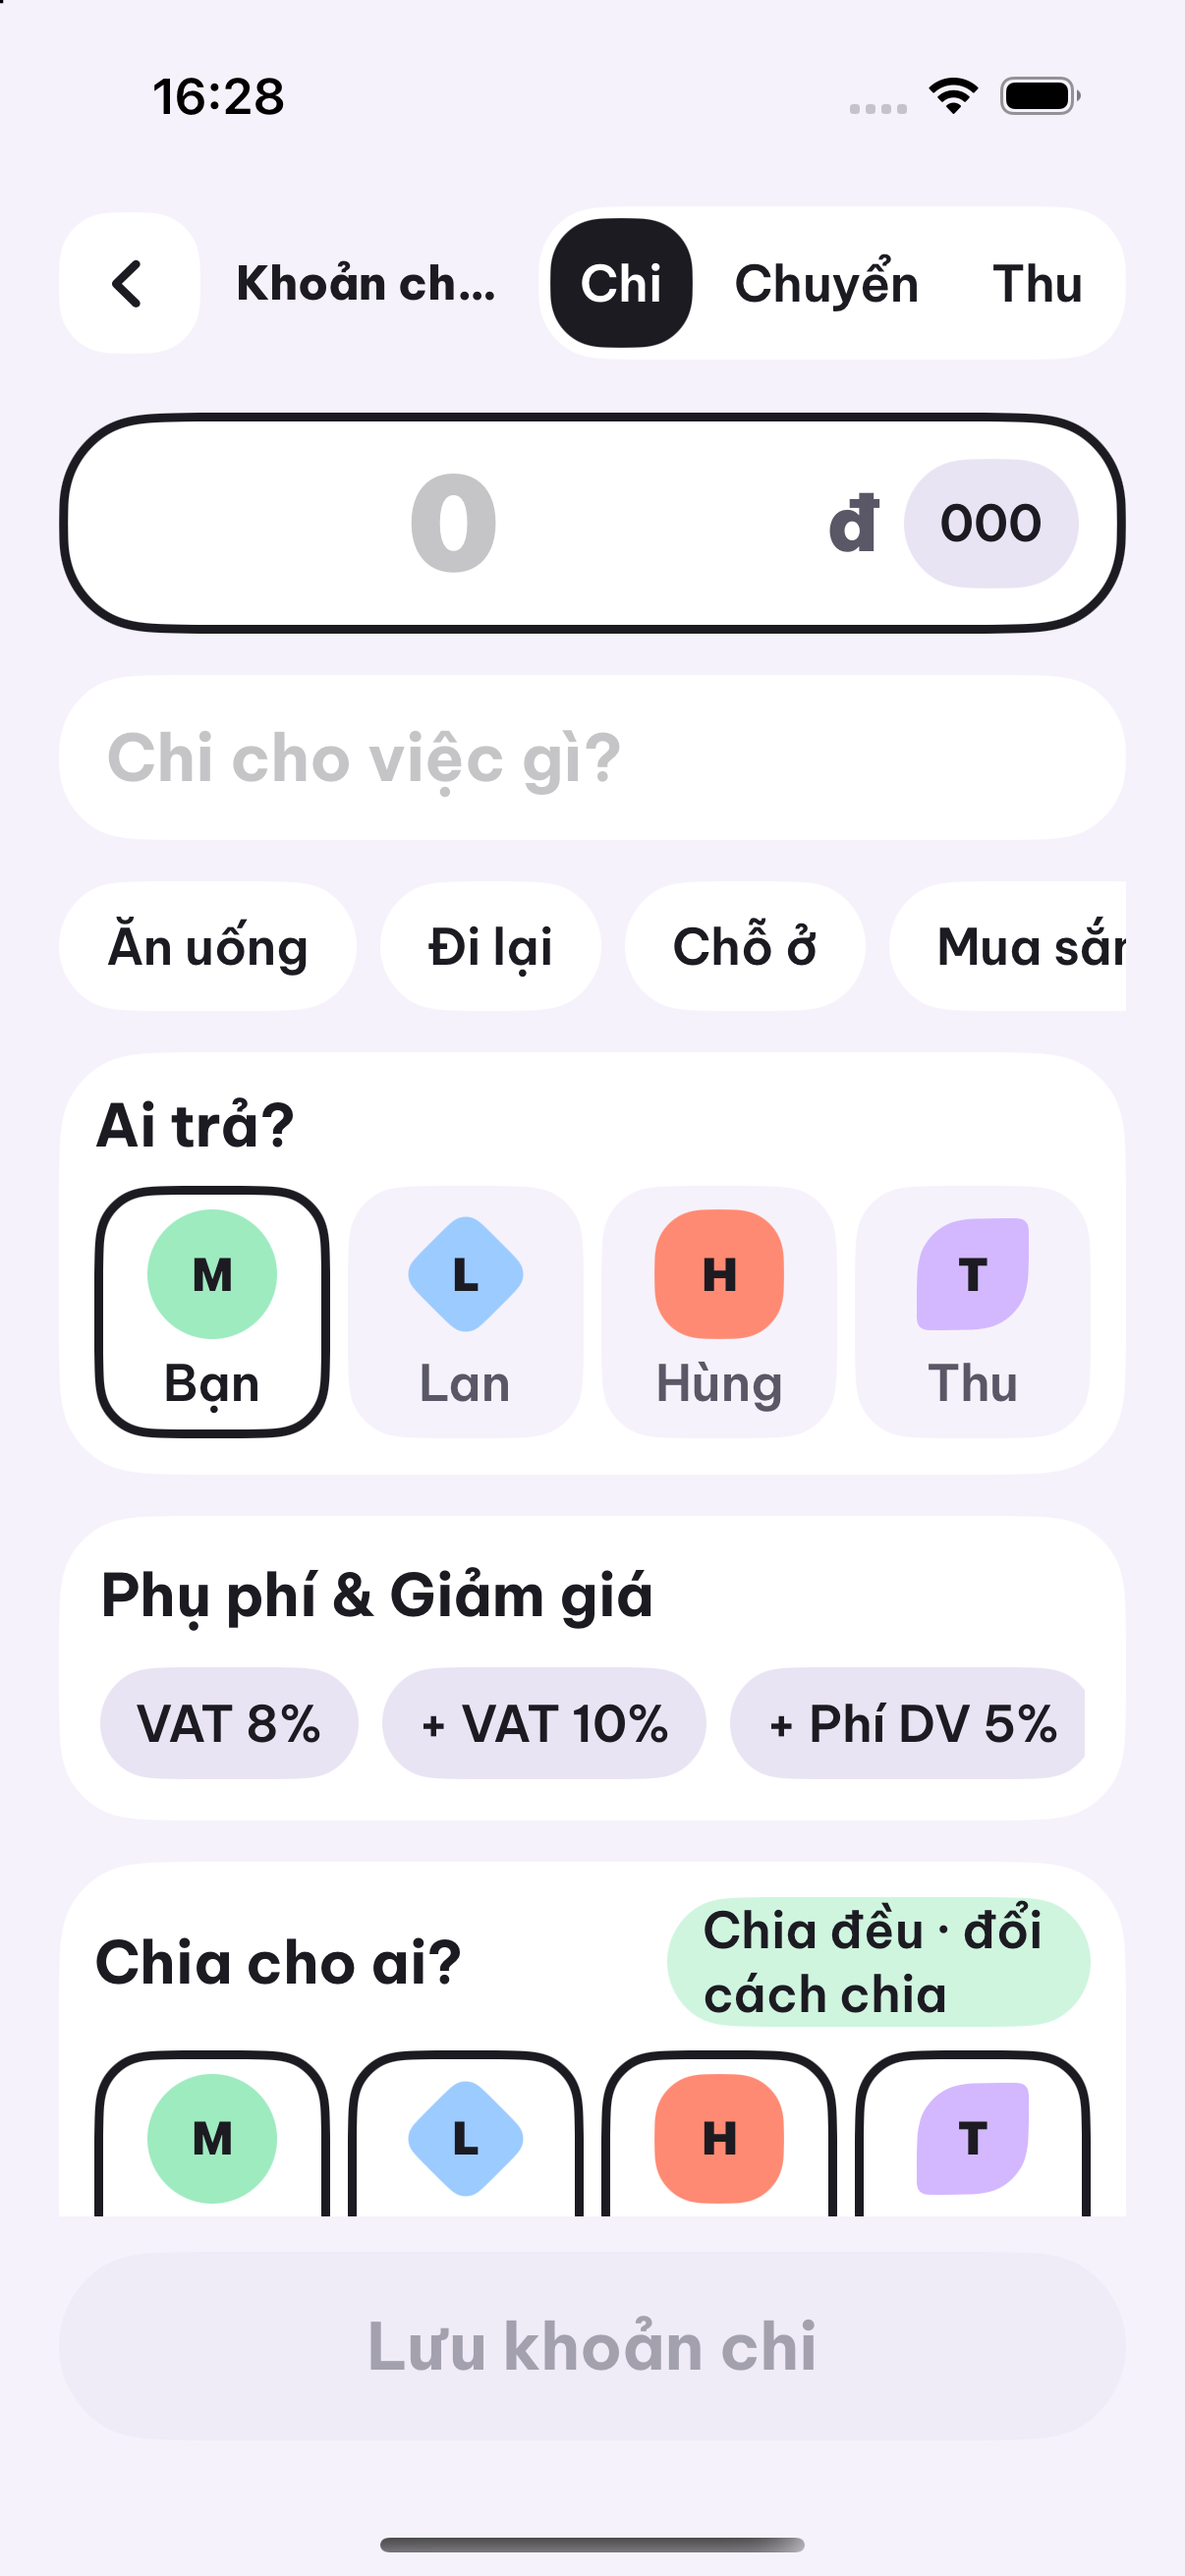 16:28
Khoản ch...
Chi
Chuyển
Thu
0 đ 000
Chi cho việc gì?
Ăn uống
Đi lại
Chỗ ở
Mua sắm
Ai trả?
M
L
H
T
Bạn
Lan
Hùng
Thu
Phụ phí & Giảm giá
VAT 8%
+ VAT 10%
+ Phí DV 5%
Chia cho ai?
Chia đều · đổi
cách chia
M
L
H
T
Lưu khoản chi